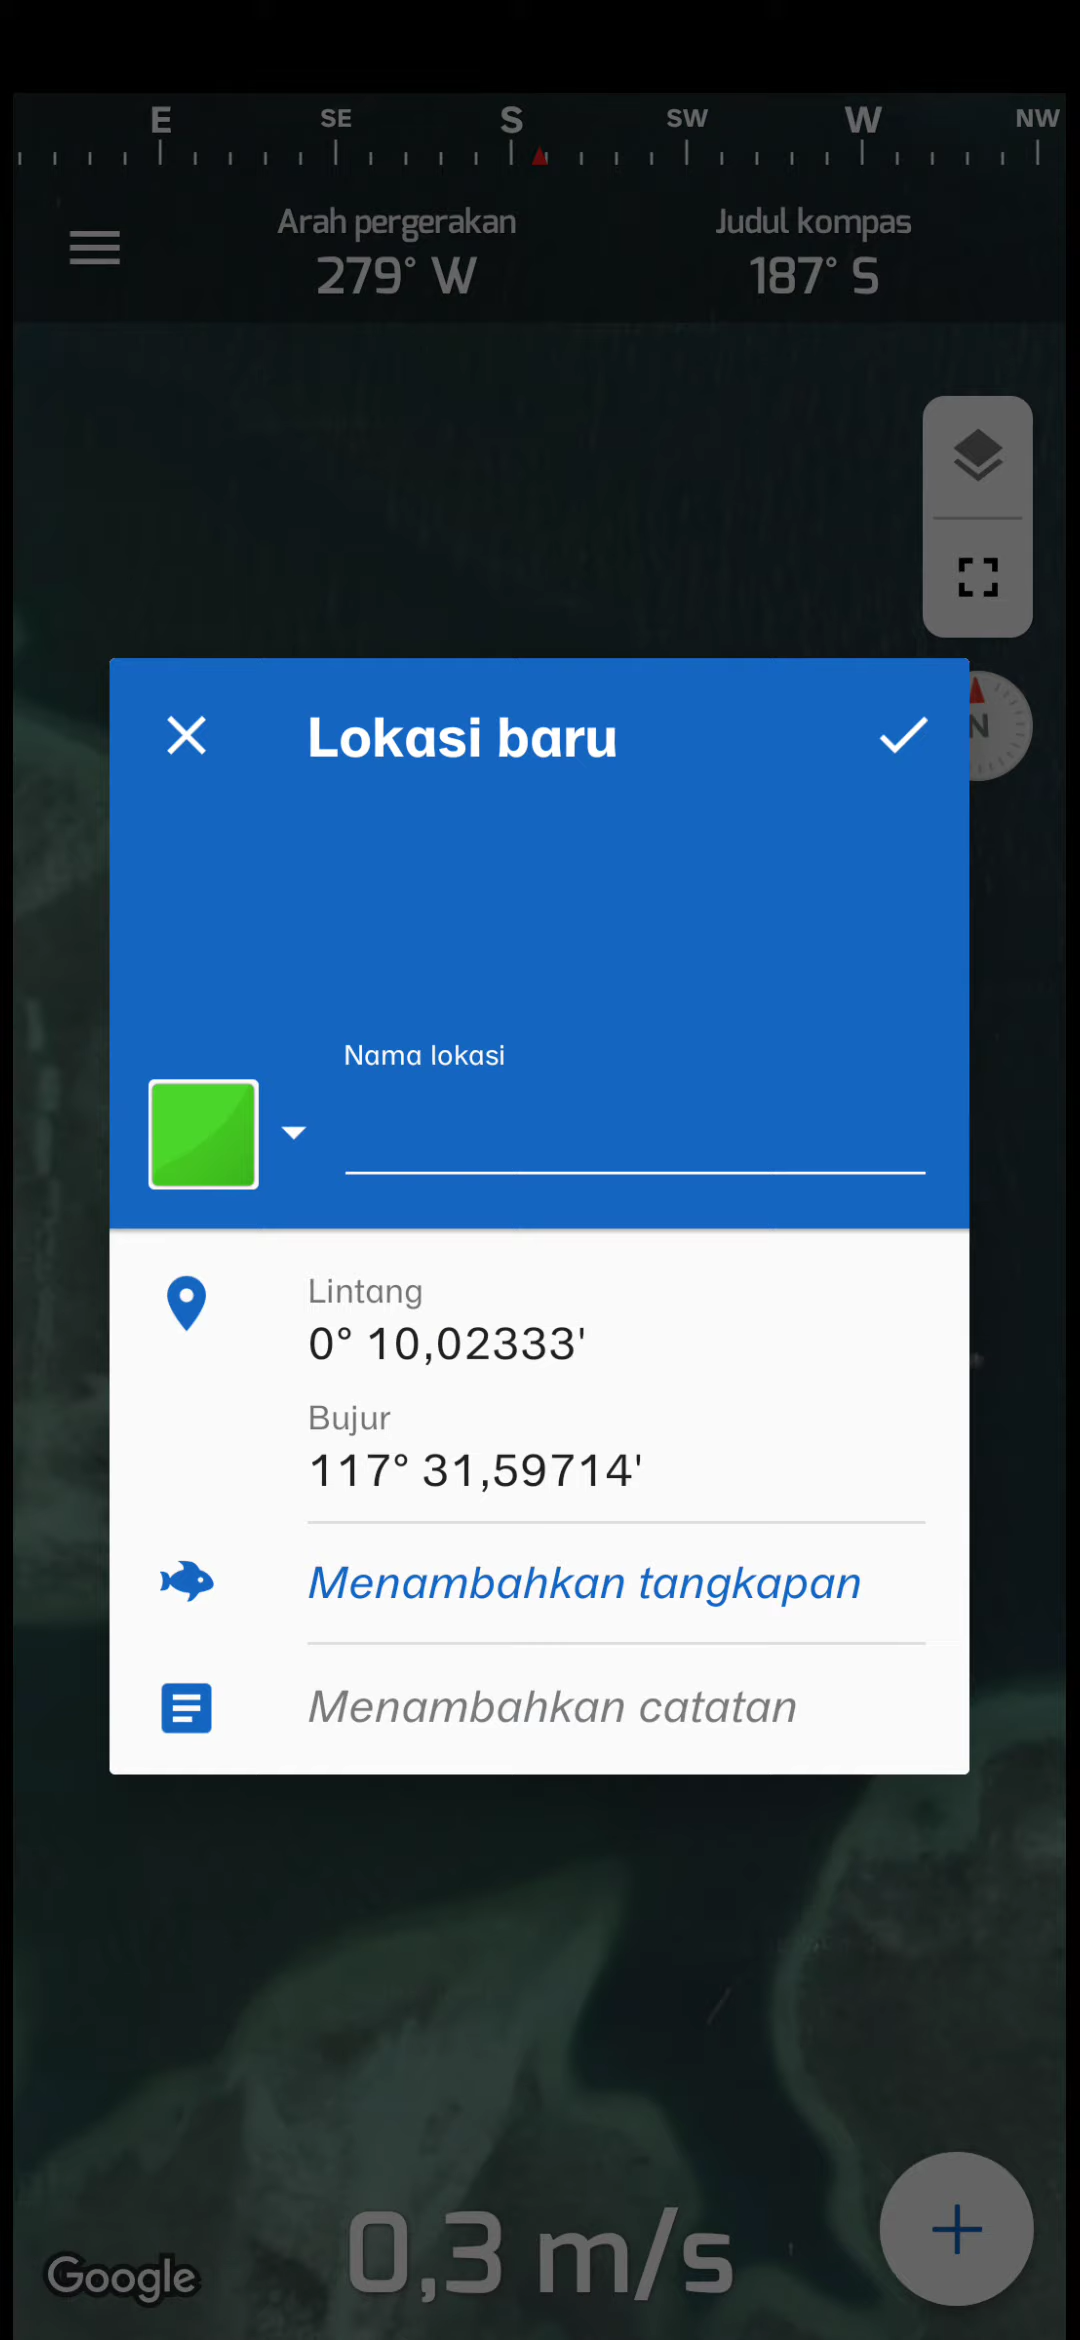 E SE S SW W NW
Arah pergerakan Judul kompas
279° W 187° S
N
Lokasi baru
Nama lokasi
Lintang
0° 10,02333'
Bujur
117° 31,59714'
Menambahkan tangkapan
Menambahkan catatan
0,3 m/s
Google